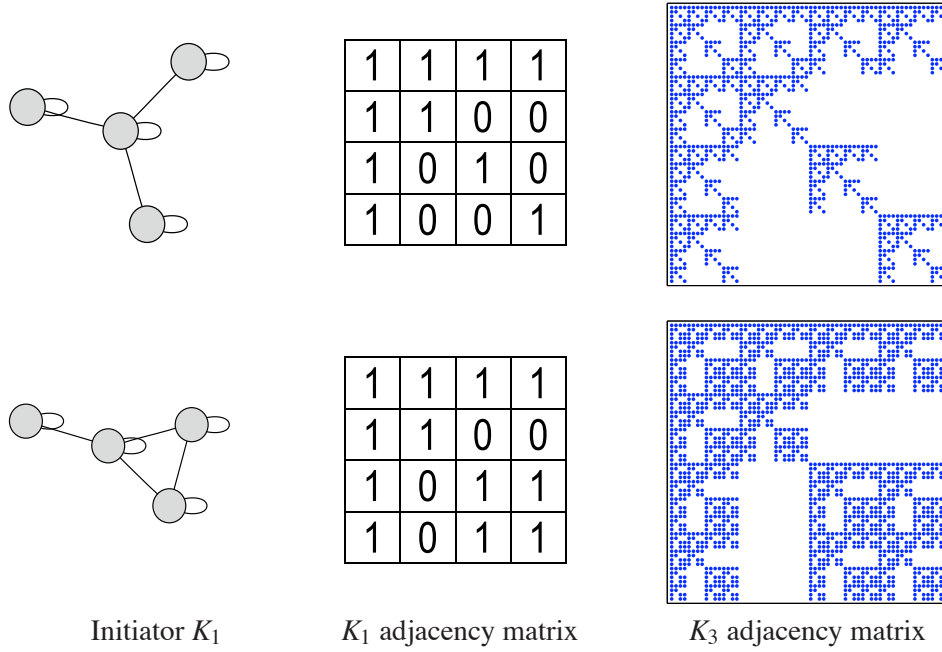 1 1 1 1
1 1 0 0
1 0 1 0
1 0 0 1
1 1 1 1
1 1 0 0
1 0 1 1
1 0 1 1
Initiator K1 K1 adjacency matrix K3 adjacency matrix